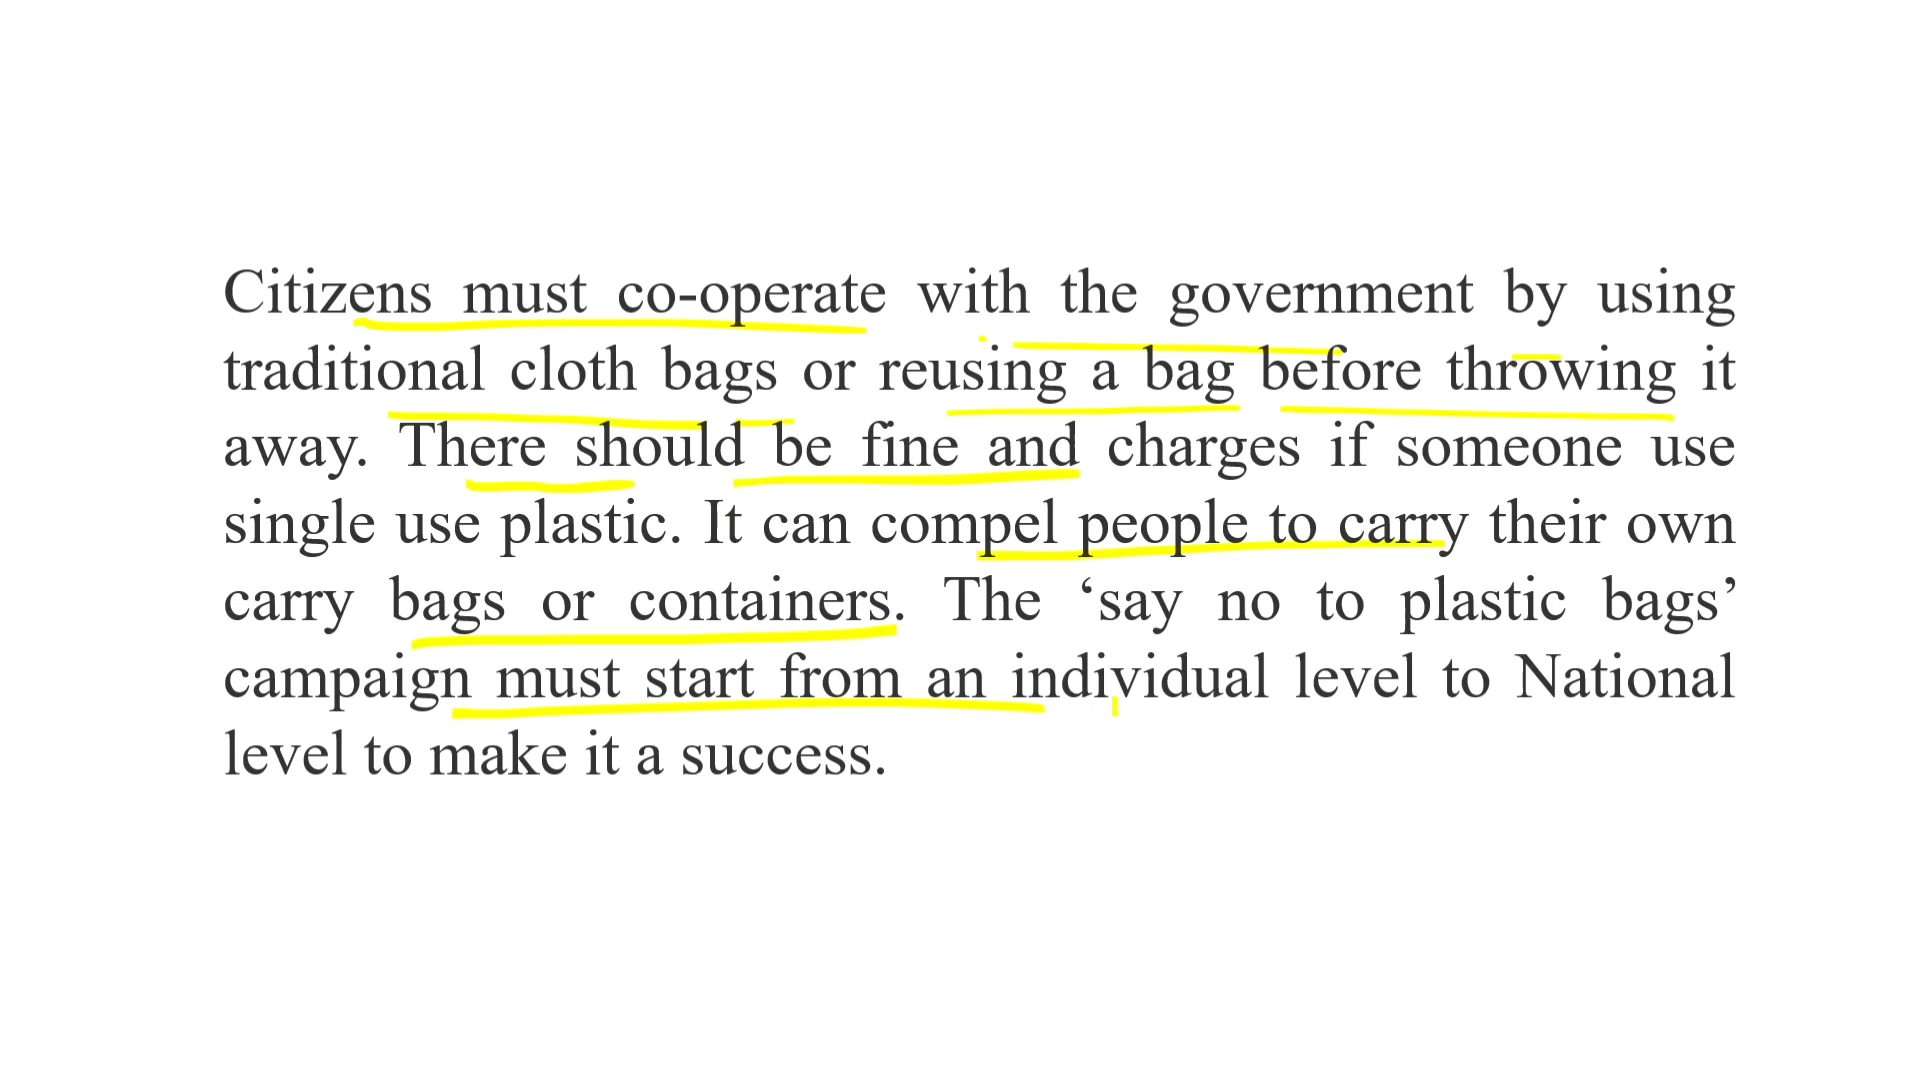 Citizens must co-operate with the government by using
traditional cloth bags or reusing a bag before throwing it
away. There should be fine and charges if someone use
single use plastic. It can compel people to carry their own
carry bags or containers. The ‘say no to plastic bags’
campaign must start from an individual level to National
level to make it a success.